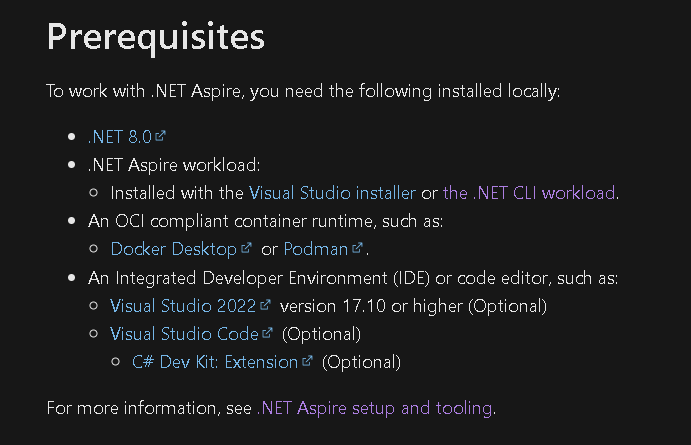 Prerequisites
To work with .NET Aspire, you need the following installed locally:
.NET 8.0
.NET Aspire workload:
Installed with the Visual Studio installer or the .NET CLI workload.
An OCI compliant container runtime, such as:
Docker Desktop or Podman.
An Integrated Developer Environment (IDE) or code editor, such as:
Visual Studio 2022 version 17.10 or higher (Optional)
Visual Studio Code (Optional)
C# Dev Kit: Extension (Optional)
For more information, see .NET Aspire setup and tooling.